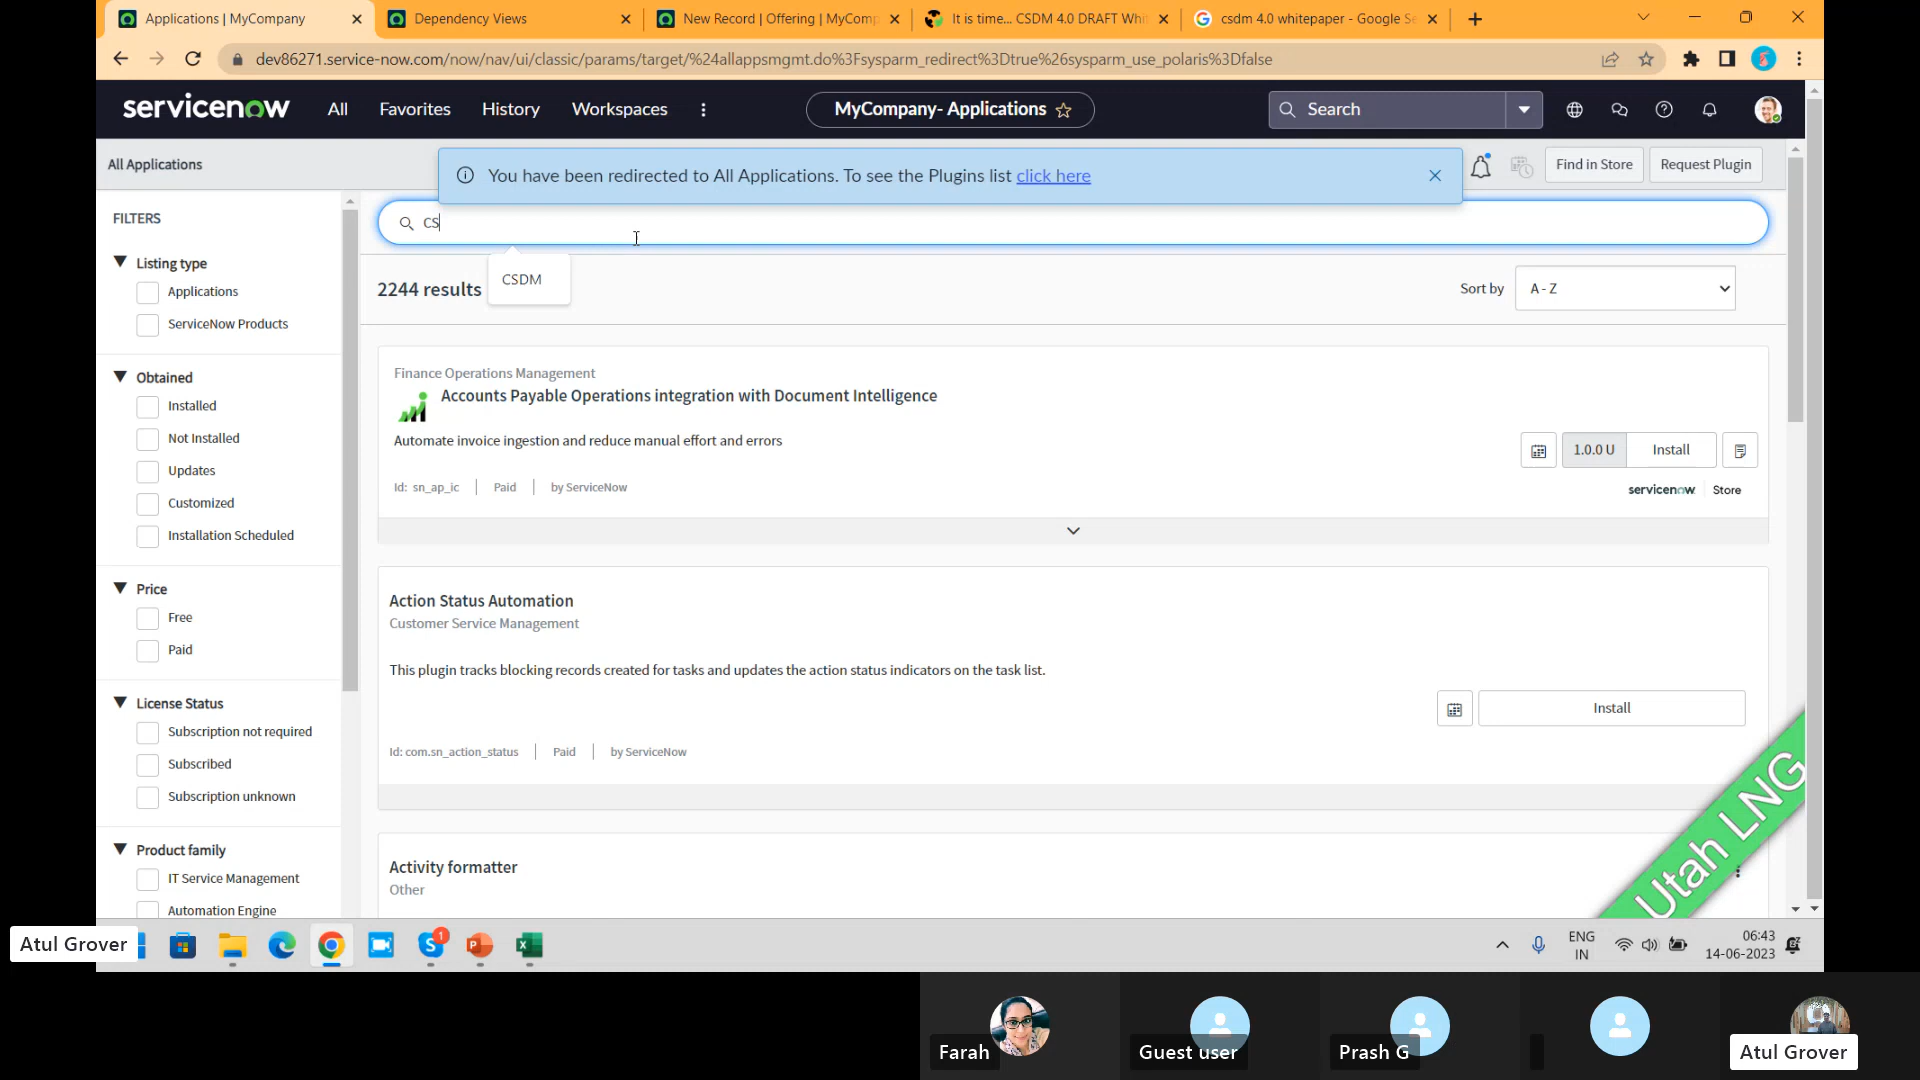 Applications | MyCompany
Dependency Views
New Record | Offering | MyComp
It is time... CSDM 4.0 DRAFT Whi
csdm 4.0 whitepaper - Google Se
dev86271.service-now.com/now/nav/ui/classic/params/target/%24allappsmgmt.do%3Fsysparm_redirect%3Dtrue%26sysparm_use_polaris%3Dfalse
servicenow
All
Favorites
History
Workspaces
MyCompany- Applications
Search
All Applications
You have been redirected to All Applications. To see the Plugins list click here
Find in Store
Request Plugin
FILTERS
CS
CSDM
2244 results
Sort by
A - Z
Listing type
Applications
ServiceNow Products
Obtained
Installed
Not Installed
Updates
Customized
Installation Scheduled
Price
Free
Paid
License Status
Subscription not required
Subscribed
Subscription unknown
Product family
IT Service Management
Automation Engine
Finance Operations Management
Accounts Payable Operations integration with Document Intelligence
Automate invoice ingestion and reduce manual effort and errors
1.0.0 U
Install
Id: sn_ap_ic
Paid
by ServiceNow
servicenow
Store
Action Status Automation
Customer Service Management
This plugin tracks blocking records created for tasks and updates the action status indicators on the task list.
Install
Id: com.sn_action_status
Paid
by ServiceNow
Activity formatter
Other
Utah LNG
Atul Grover
1
ENG
IN
06:43
14-06-2023
Farah
Guest user
Prash G
Atul Grover